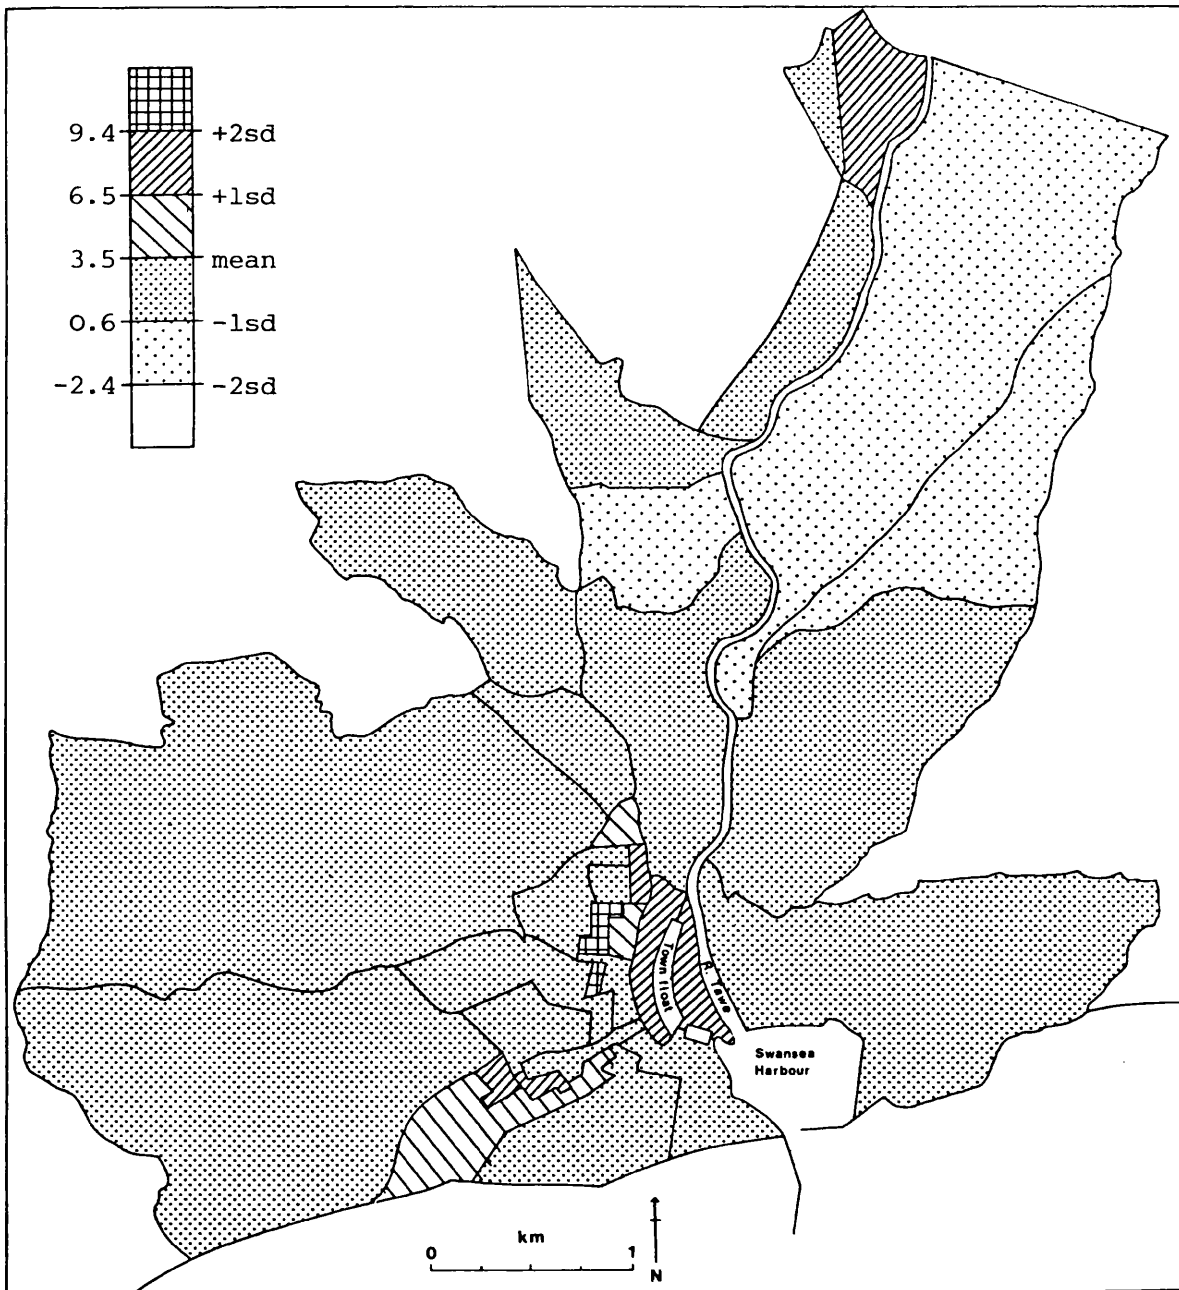 9.4 +2sd
6.5 +1sd
3.5 mean
0.6 -1sd
-2.4 -2sd
Town float
R. Tawe
Swansea
Harbour
km
0 1
N